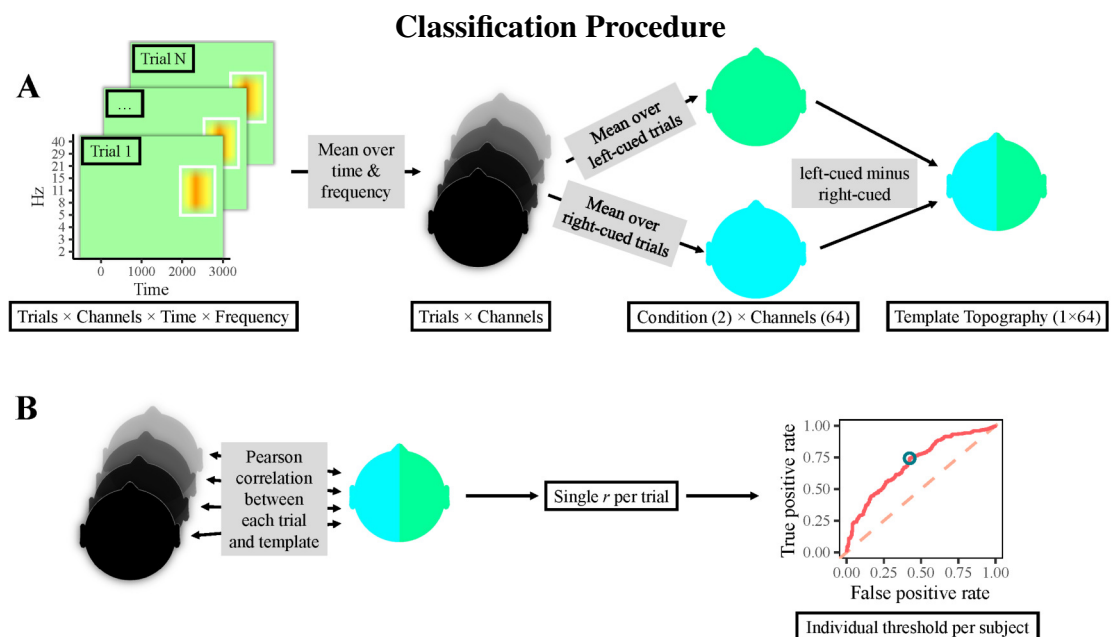 Classification Procedure
A
Trial N
...
Trial 1
40
29
21
15
11
8
5
4
3
2
Hz
0 1000 2000 3000
Time
Trials × Channels × Time × Frequency
Mean over
time &
frequency
Trials × Channels
Mean over
left-cued trials
Mean over
right-cued trials
Condition (2) × Channels (64)
left-cued minus
right-cued
Template Topography (1×64)
B
Pearson
correlation
between
each trial
and template
Single r per trial
True positive rate
1.00
0.75
0.50
0.25
0.00
0.00 0.25 0.50 0.75 1.00
False positive rate
Individual threshold per subject